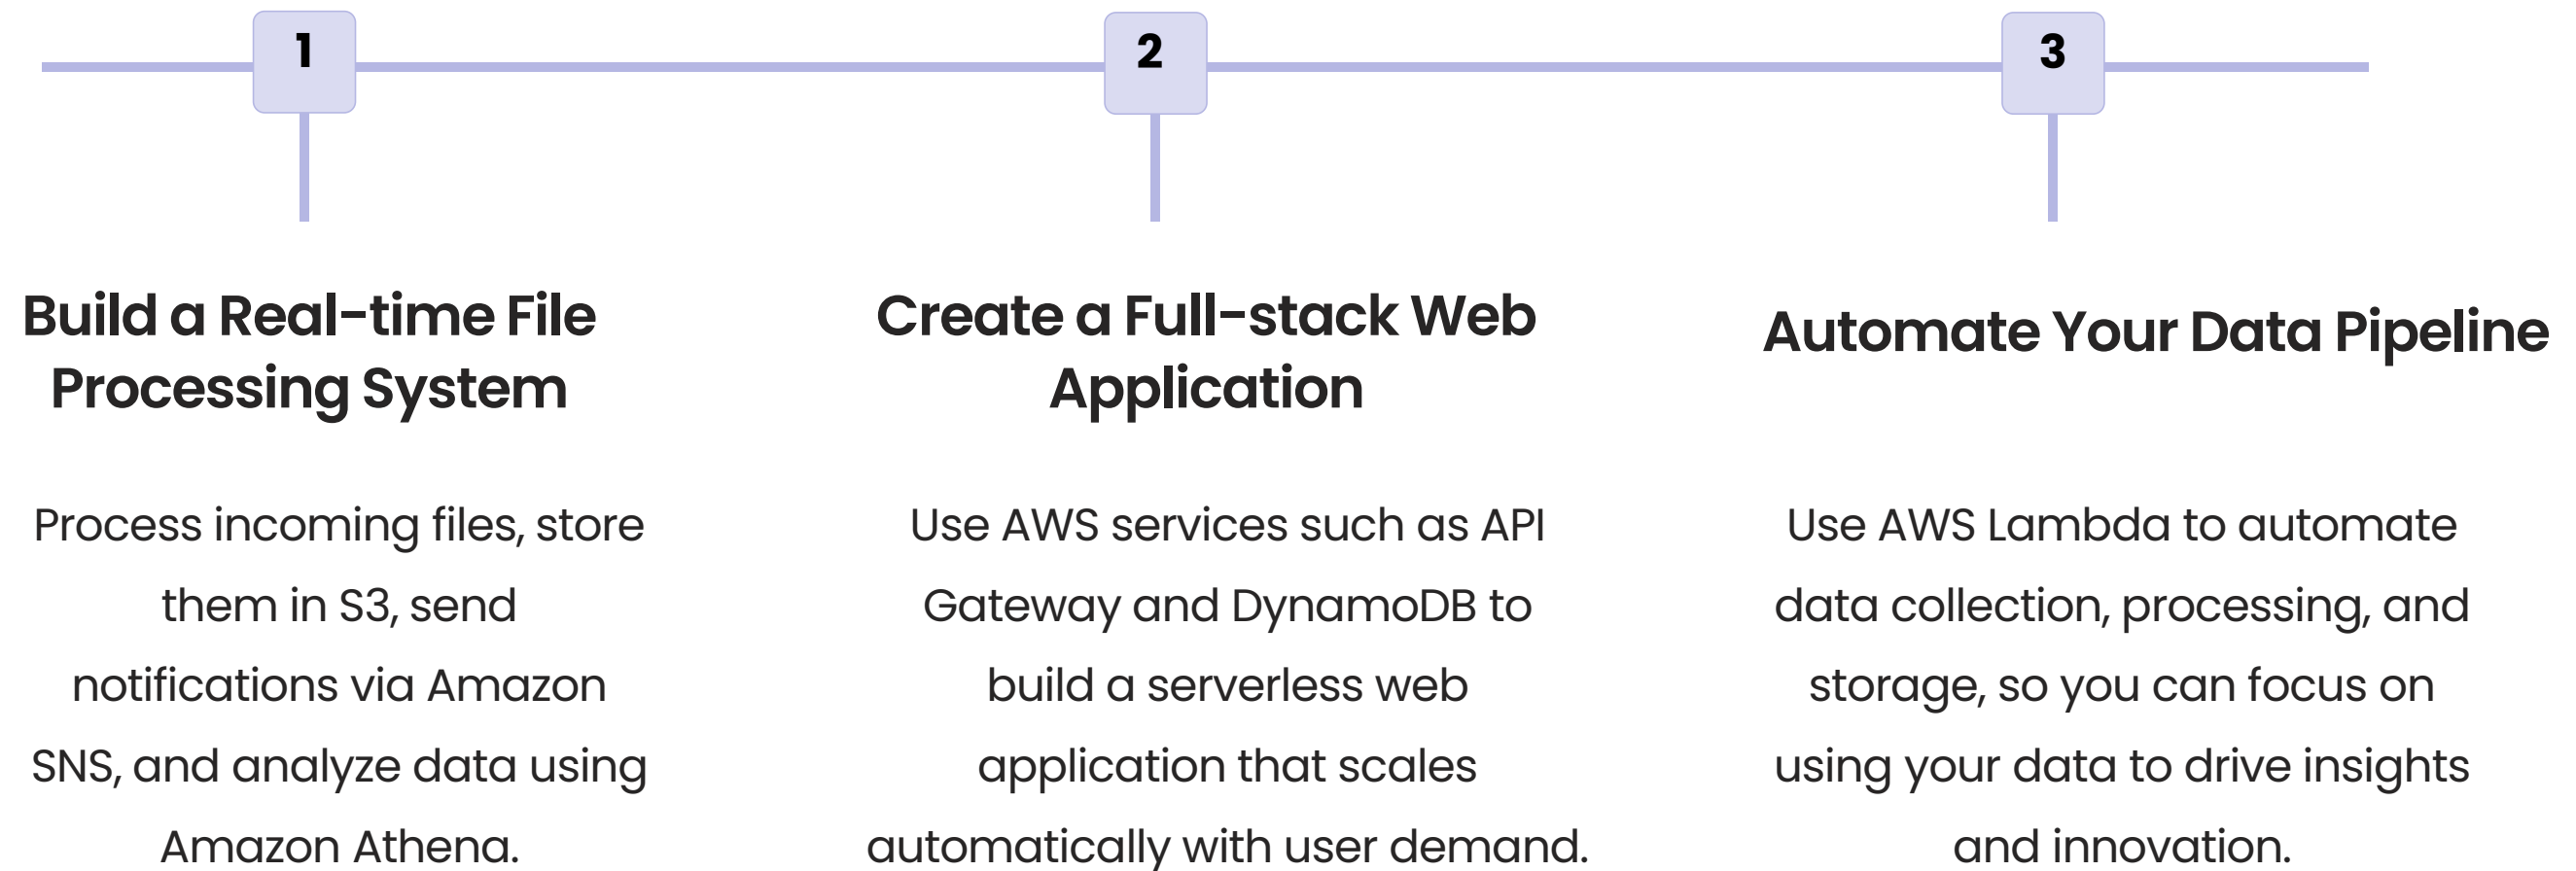 1
2
3
Build a Real-time File
Processing System
Create a Full-stack Web
Application
Automate Your Data Pipeline
Process incoming files, store
them in S3, send
notifications via Amazon
SNS, and analyze data using
Amazon Athena.
Use AWS services such as API
Gateway and DynamoDB to
build a serverless web
application that scales
automatically with user demand.
Use AWS Lambda to automate
data collection, processing, and
storage, so you can focus on
using your data to drive insights
and innovation.